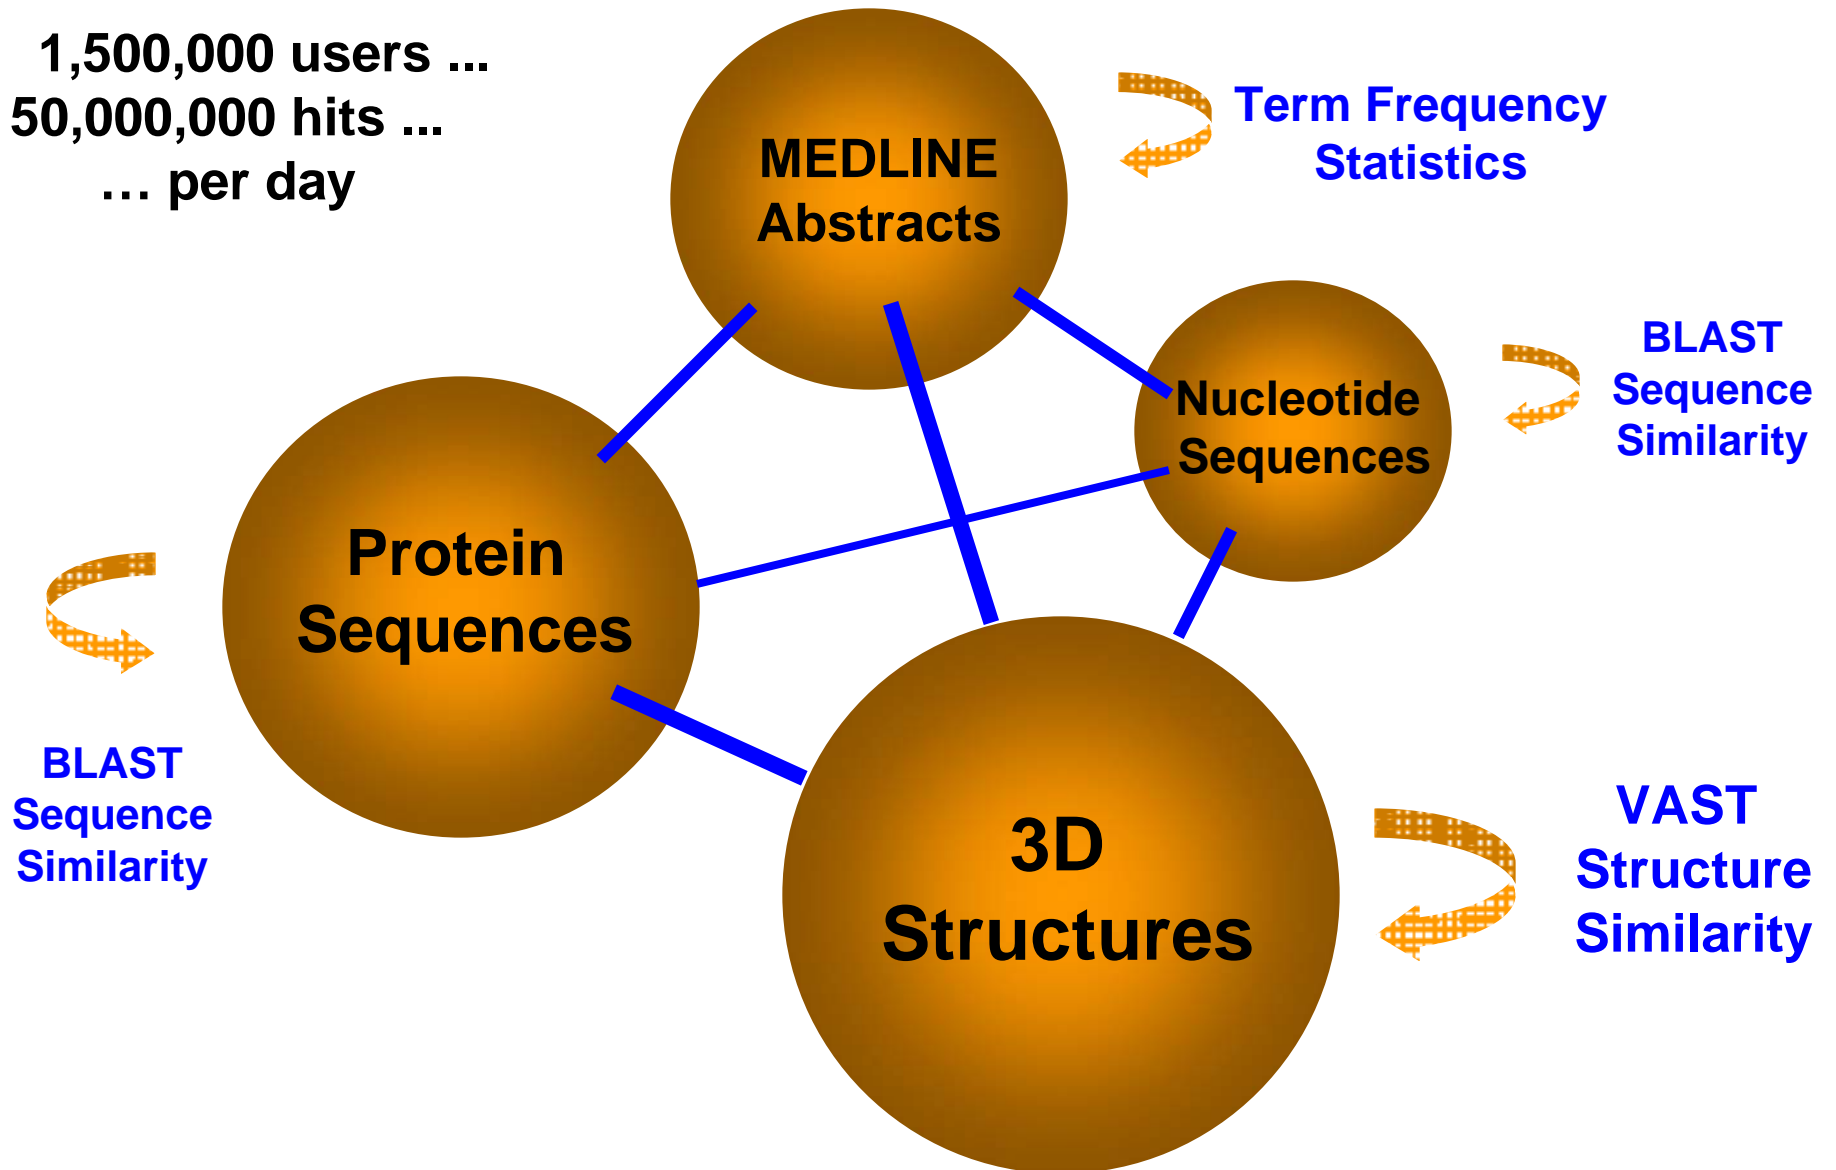 1,500,000 users ...
50,000,000 hits ...
… per day
MEDLINE
Abstracts
Term Frequency
Statistics
Nucleotide
Sequences
BLAST
Sequence
Similarity
Protein
Sequences
BLAST
Sequence
Similarity
3D
Structures
VAST
Structure
Similarity